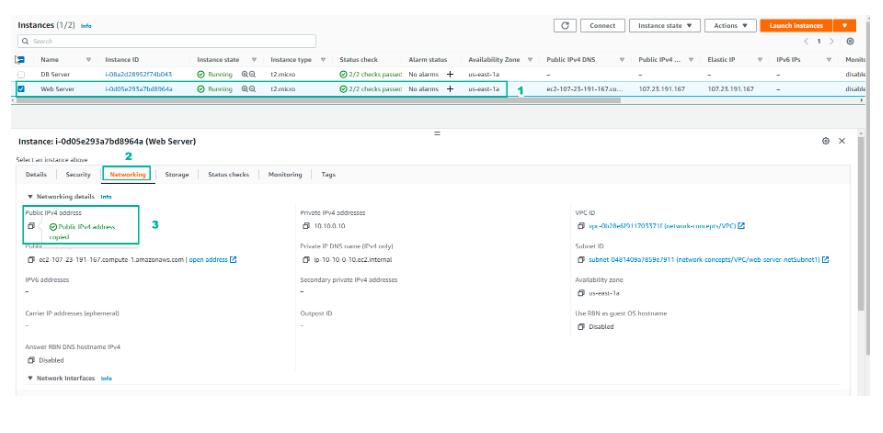 Instances (1/2) Info
Connect Instance state ▼ Actions ▼ Launch instances ▼
Search
< 1 >
Name Instance ID Instance state Instance type Status check Alarm status Availability Zone Public IPv4 DNS Public IPv4 ... Elastic IP IPv6 IPs
DB Server i-08a2d28952f74b043 Running t2.micro 2/2 checks passed No alarms + us-east-1a – – – – disable
Web Server i-0d05e293a7bd8964a Running t2.micro 2/2 checks passed No alarms + us-east-1a 1 ec2-107-23-191-167.co... 107.23.191.167 107.23.191.167 – disable
Instance: i-0d05e293a7bd8964a (Web Server)
Select an instance above
2
Details Security Networking Storage Status checks Monitoring Tags
▼ Networking details Info
Public IPv4 address Private IPv4 addresses VPC ID
Public IPv4 address copied 3 10.10.0.10 (network-concepts/VPC)
Private IP DNS name (IPv4 only) Subnet ID
ec2-107-23-191-167.compute-1.amazonaws.com | open address ip-10-10-0-10.ec2.internal subnet-0481409a7859e7911 (network-concepts/VPC/web-server-netSubnet1)
IPV6 addresses Secondary private IPv4 addresses Availability zone
– – us-east-1a
Carrier IP addresses (ephemeral) Outpost ID Use RBN as guest OS hostname
– – Disabled
Answer RBN DNS hostname IPv4
Disabled
▼ Network Interfaces Info